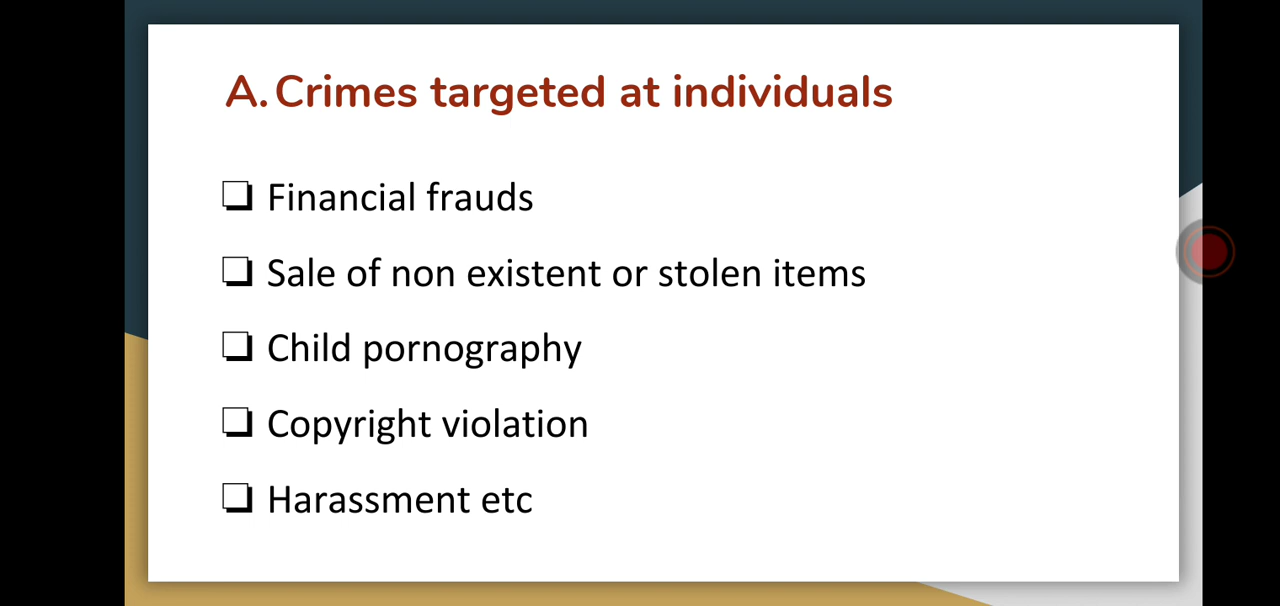 A. Crimes targeted at individuals
Financial frauds
Sale of non existent or stolen items
Child pornography
Copyright violation
Harassment etc